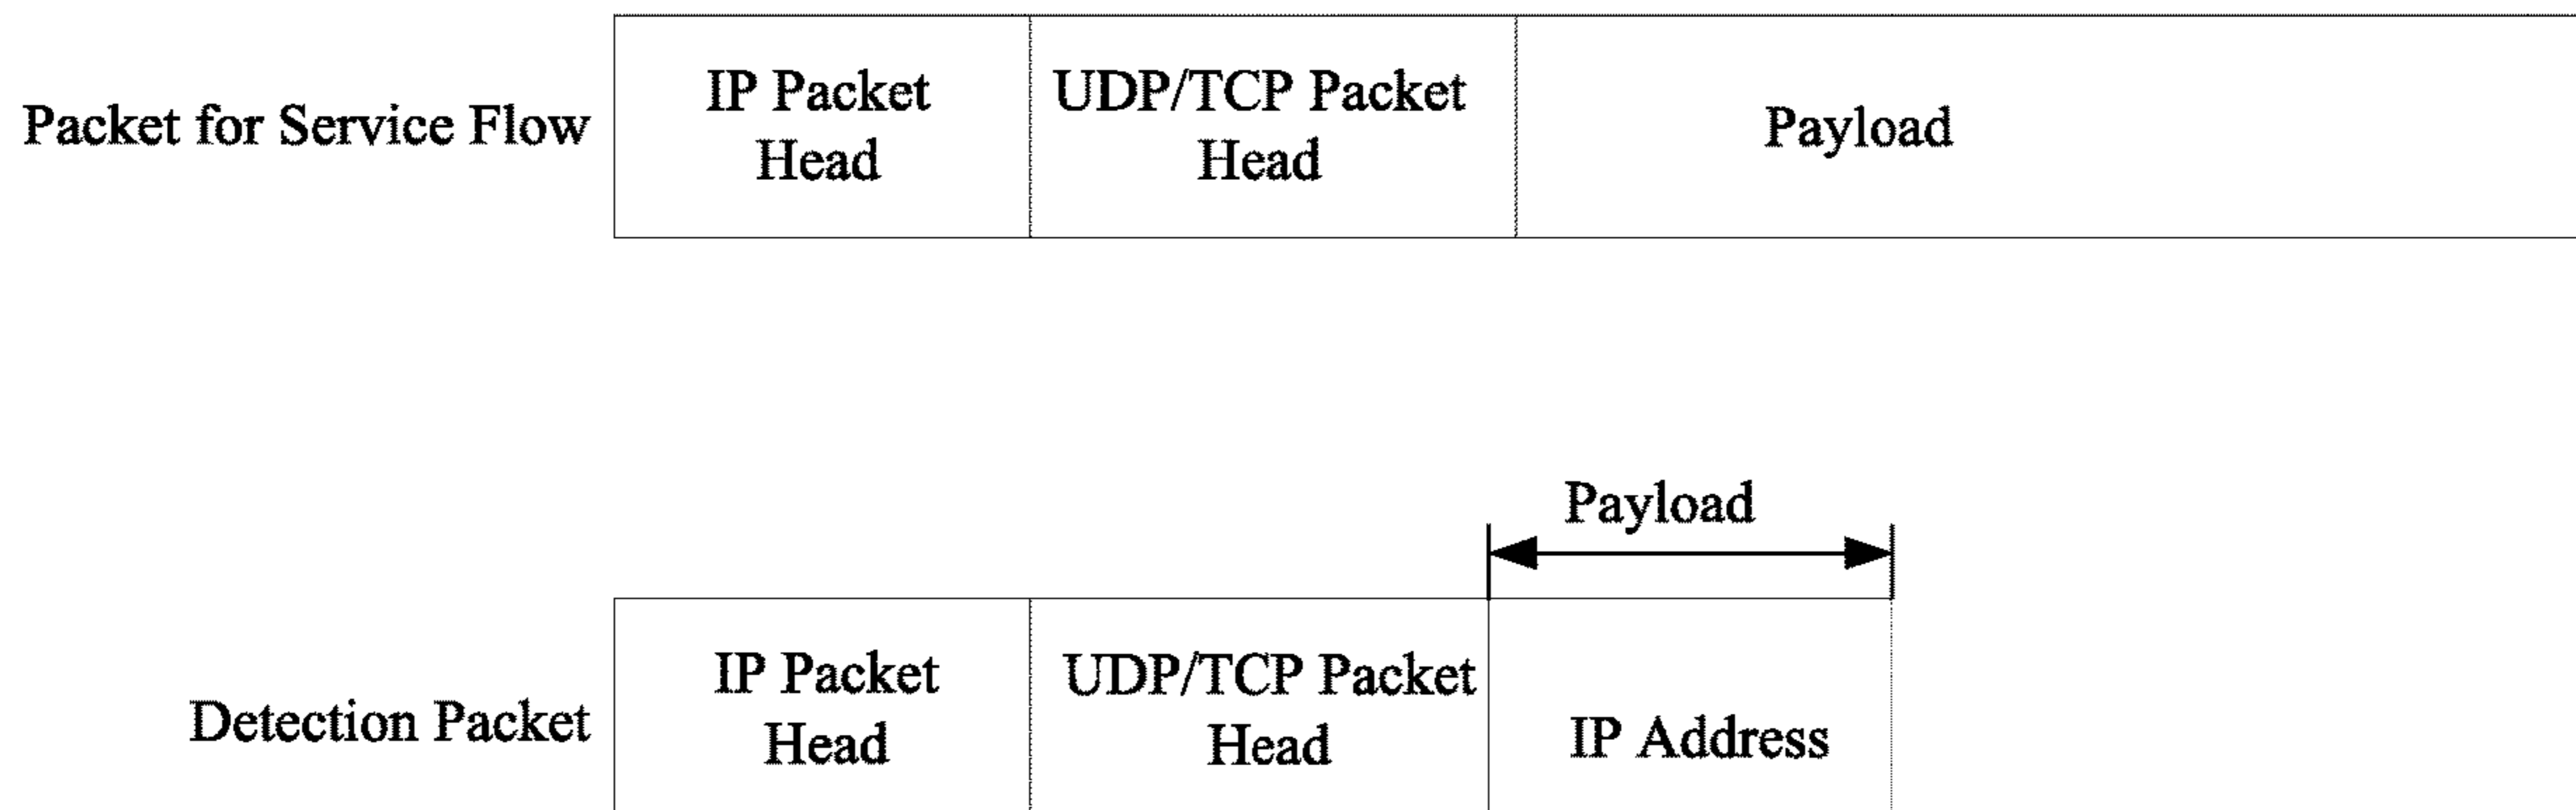 Packet for Service Flow
IP Packet
Head
UDP/TCP Packet
Head
Payload
Payload
Detection Packet
IP Packet
Head
UDP/TCP Packet
Head
IP Address